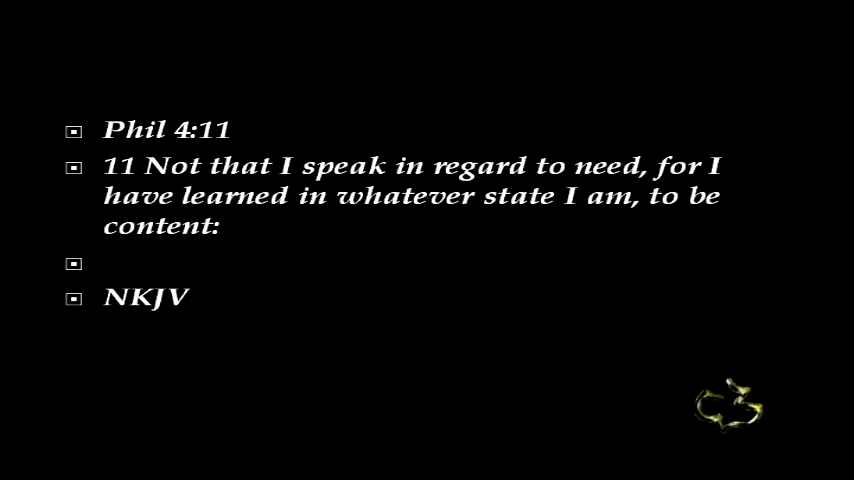 Phil 4:11
11 Not that I speak in regard to need, for I
have learned in whatever state I am, to be
content:
NKJV